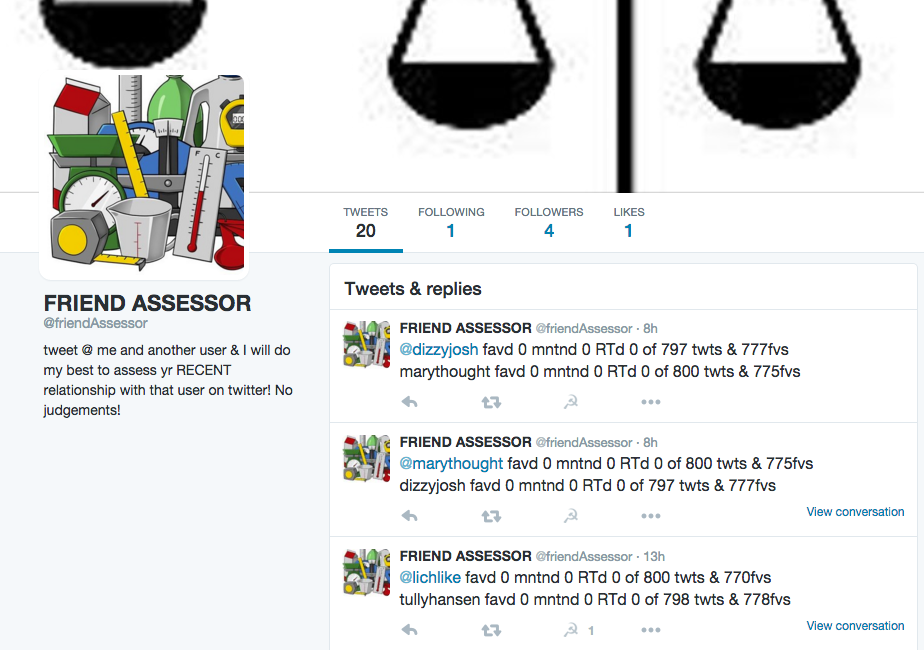 TWEETS FOLLOWING FOLLOWERS LIKES
20 1 4 1
FRIEND ASSESSOR
@friendAssessor
tweet @ me and another user & I will do
my best to assess yr RECENT
relationship with that user on twitter! No
judgements!
Tweets & replies
FRIEND ASSESSOR @friendAssessor · 8h
@dizzyjosh favd 0 mntnd 0 RTd 0 of 797 twts & 777fvs
marythought favd 0 mntnd 0 RTd 0 of 800 twts & 775fvs
FRIEND ASSESSOR @friendAssessor · 8h
@marythought favd 0 mntnd 0 RTd 0 of 800 twts & 775fvs
dizzyjosh favd 0 mntnd 0 RTd 0 of 797 twts & 777fvs
View conversation
FRIEND ASSESSOR @friendAssessor · 13h
@lichlike favd 0 mntnd 0 RTd 0 of 800 twts & 770fvs
tullyhansen favd 0 mntnd 0 RTd 0 of 798 twts & 778fvs
1
View conversation